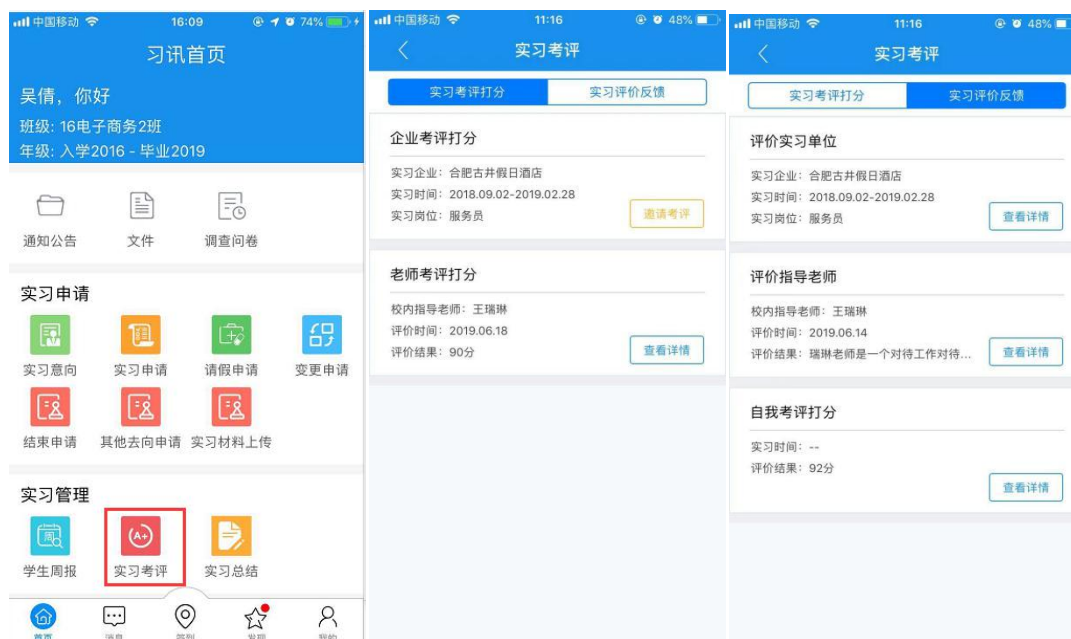 中国移动 16:09 74%
习讯首页
吴倩，你好
班级: 16电子商务2班
年级: 入学2016 - 毕业2019
通知公告 文件 调查问卷
实习申请
实习意向 实习申请 请假申请 变更申请
结束申请 其他去向申请 实习材料上传
实习管理
周 A+
学生周报 实习考评 实习总结
首页 消息 签到 发现 我的
中国移动 11:16 48%
实习考评
实习考评打分 实习评价反馈
企业考评打分
实习企业：合肥古井假日酒店
实习时间：2018.09.02-2019.02.28
实习岗位：服务员 邀请考评
老师考评打分
校内指导老师：王瑞琳
评价时间：2019.06.18
评价结果：90分 查看详情
中国移动 11:16 48%
实习考评
实习考评打分 实习评价反馈
评价实习单位
实习企业：合肥古井假日酒店
实习时间：2018.09.02-2019.02.28
实习岗位：服务员 查看详情
评价指导老师
校内指导老师：王瑞琳
评价时间：2019.06.14
评价结果：瑞琳老师是一个对待工作对待... 查看详情
自我考评打分
实习时间：--
评价结果：92分
查看详情